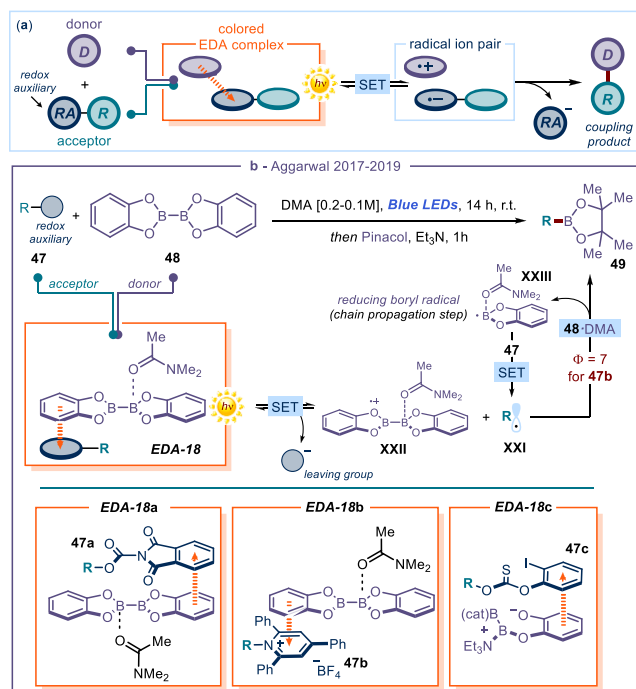 (a)
donor
D
+
redox
auxiliary
RA
R
acceptor
colored
EDA complex
hν
SET
radical ion pair
•+
•−
RA−
D
R
coupling
product
b - Aggarwal 2017-2019
R
redox
auxiliary
47
+
O
O
B
B
O
O
48
DMA [0.2-0.1M], Blue LEDs, 14 h, r.t.
then Pinacol, Et3N, 1h
Me
O
Me
R
B
Me
O
Me
49
acceptor
donor
Me
XXIII
O
NMe2
reducing boryl radical
(chain propagation step)
•
B
O
O
48·DMA
47
Φ = 7
for 47b
SET
R
XXI
Me
O
NMe2
O
O
B
B
O
O
R
EDA-18
hν
SET
−
leaving group
Me
O
NMe2
•+
O
O
B
B
O
O
XXII
+
EDA-18a
47a
O
O
R
O
N
O
O
O
O
B
B
O
O
O
Me
NMe2
EDA-18b
Me
O
NMe2
O
O
B
B
O
O
Ph
R
N
+
Ph
Ph
−BF4
47b
EDA-18c
47c
S
I
R
O
O
(cat)B
−
O
B
+
O
Et3N